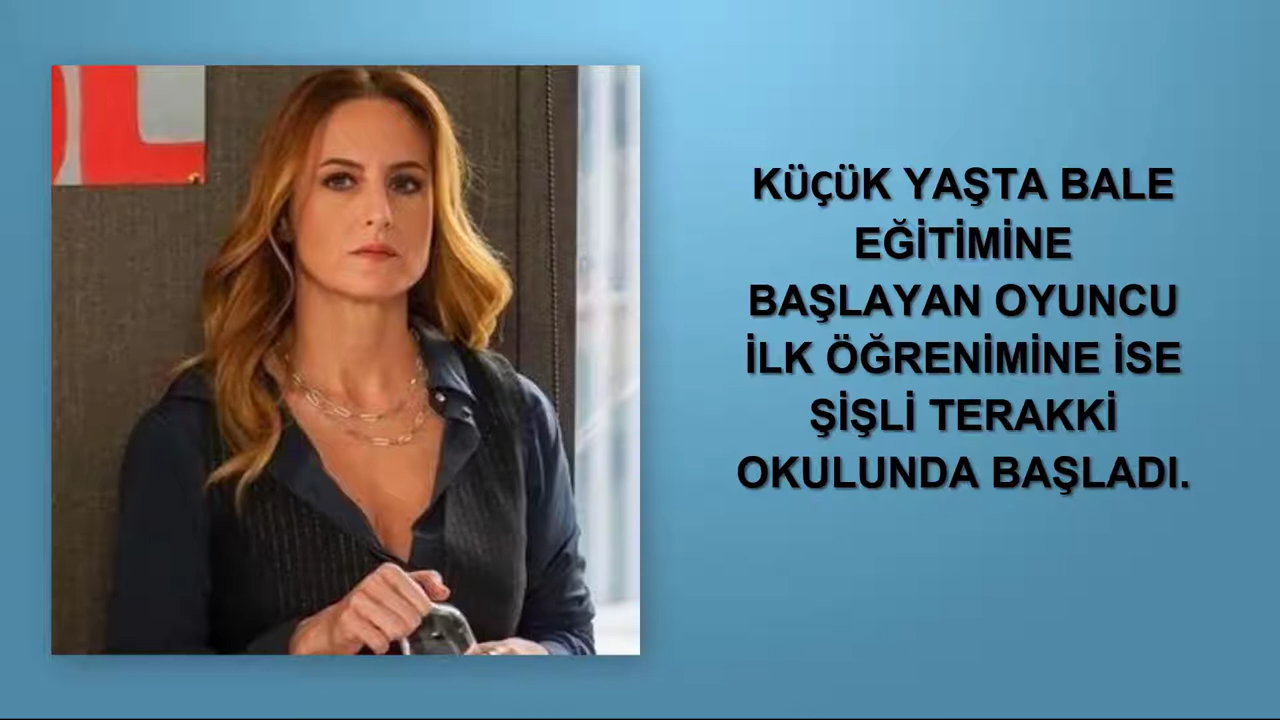 L
KÜÇÜK YAŞTA BALE
EĞİTİMİNE
BAŞLAYAN OYUNCU
İLK ÖĞRENİMİNE İSE
ŞİŞLİ TERAKKİ
OKULUNDA BAŞLADI.